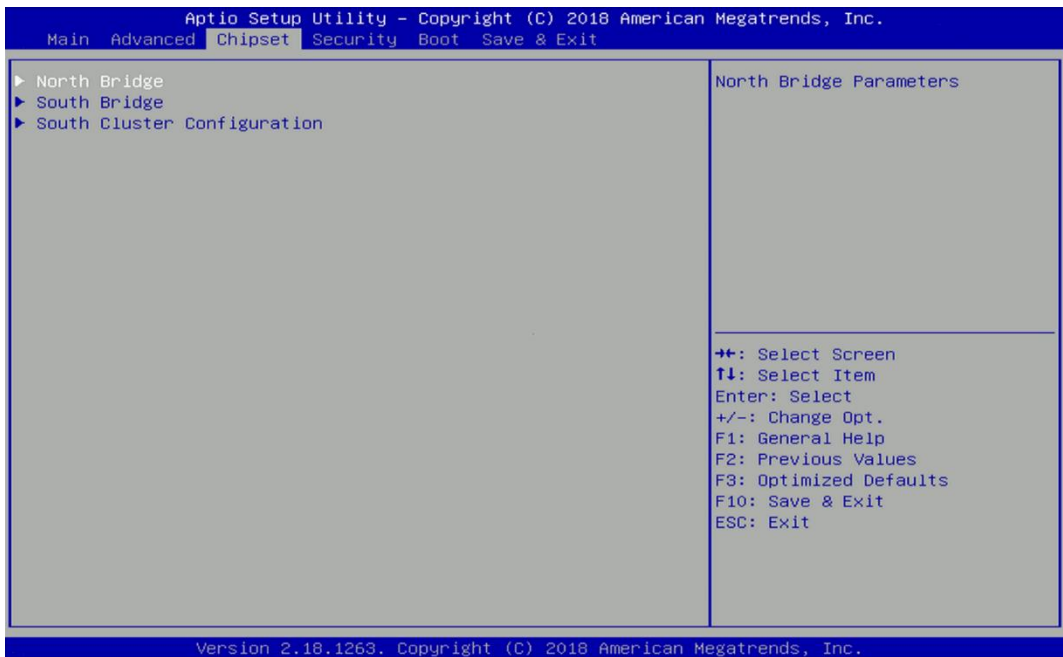 Aptio Setup Utility – Copyright (C) 2018 American Megatrends, Inc.
Main Advanced Chipset Security Boot Save & Exit
▶ North Bridge
▶ South Bridge
▶ South Cluster Configuration
North Bridge Parameters
→←: Select Screen
↑↓: Select Item
Enter: Select
+/-: Change Opt.
F1: General Help
F2: Previous Values
F3: Optimized Defaults
F10: Save & Exit
ESC: Exit
Version 2.18.1263. Copyright (C) 2018 American Megatrends, Inc.